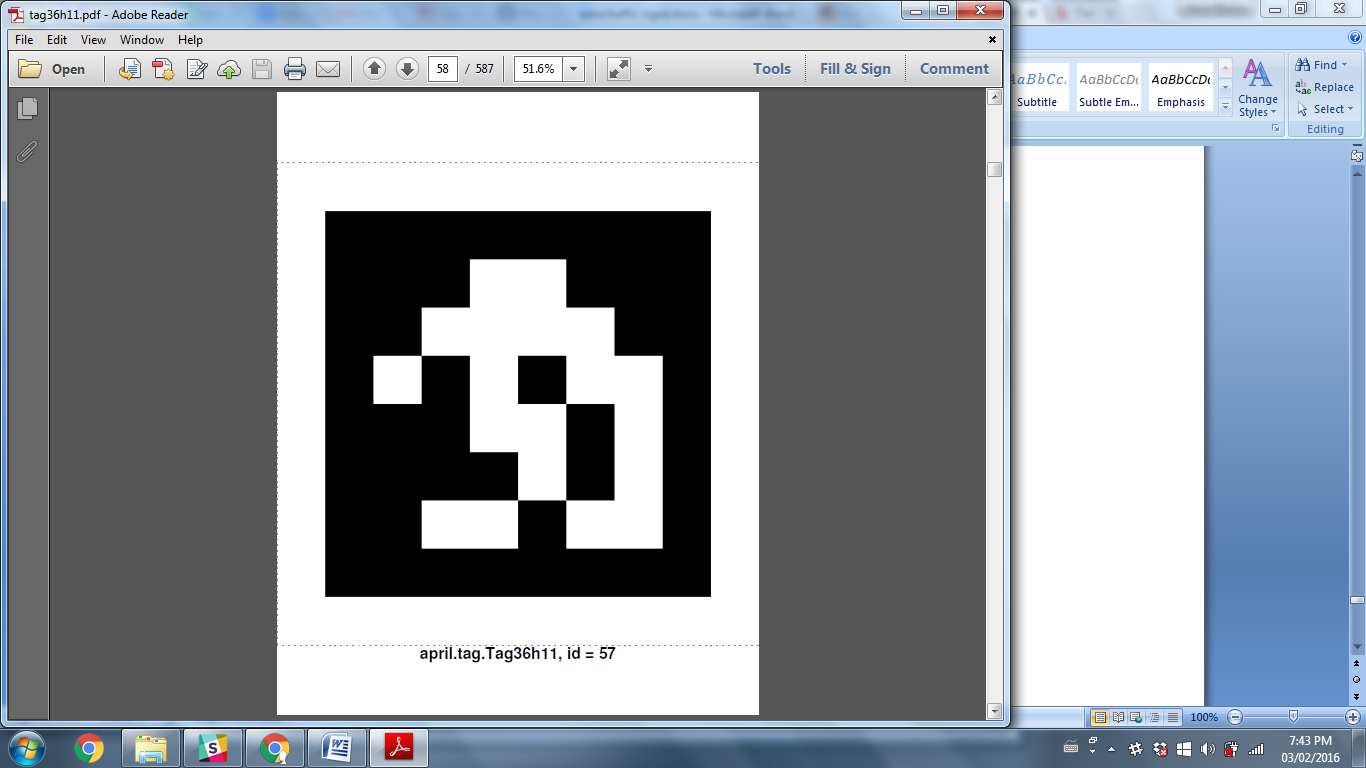 tag36h11.pdf - Adobe Reader
File Edit View Window Help
Open 58 / 587 51.6% Tools Fill & Sign Comment
april.tag.Tag36h11, id = 57
AaBbCc. AaBbCcDc AaBbCcDc
Subtitle Subtle Em... Emphasis
Change Styles
Find
Replace
Select
Editing
100%
7:43 PM
03/02/2016